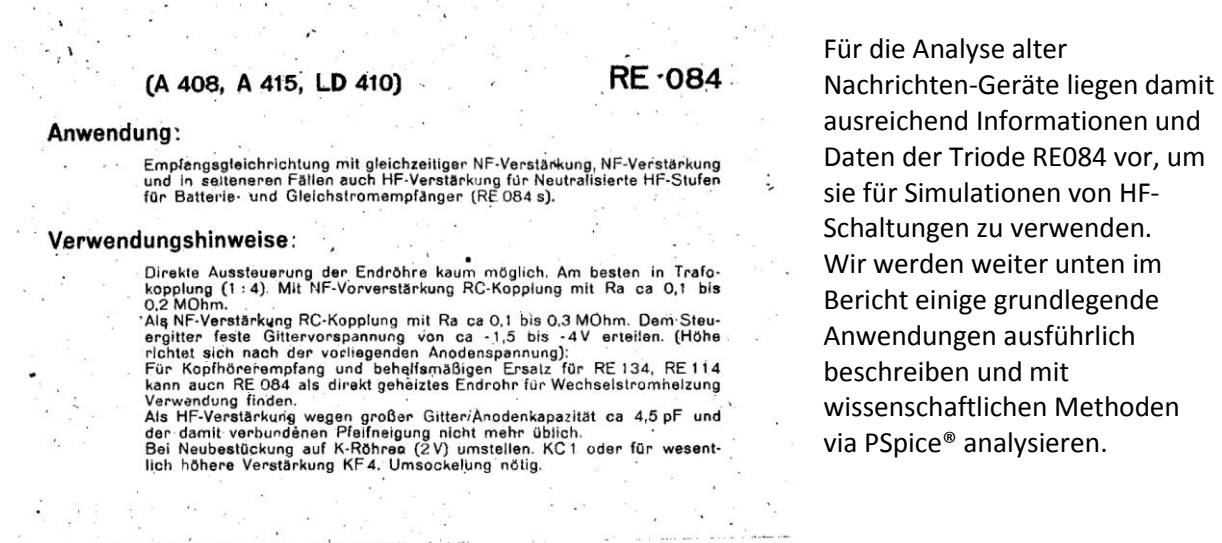 (A 408, A 415, LD 410) RE 084
Anwendung:
Empfangsgleichrichtung mit gleichzeitiger NF-Verstärkung, NF-Verstärkung
und in selteneren Fällen auch HF-Verstärkung für Neutralisierte HF-Stufen
für Batterie- und Gleichstromempfänger (RE 084 s).
Verwendungshinweise:
Direkte Aussteuerung der Endröhre kaum möglich. Am besten in Trafo-
kopplung (1 : 4). Mit NF-Vorverstärkung RC-Kopplung mit Ra ca 0,1 bis
0,2 MOhm.
Als NF-Verstärkung RC-Kopplung mit Ra ca 0,1 bis 0,3 MOhm. Dem Steu-
ergitter feste Gittervorspannung von ca -1,5 bis -4 V erteilen. (Höhe
richtet sich nach der vorliegenden Anodenspannung):
Für Kopfhörerempfang und behelfsmäßigen Ersatz für RE 134, RE 114
kann auch RE 084 als direkt geheiztes Endrohr für Wechselstromheizung
Verwendung finden.
Als HF-Verstärkung wegen großer Gitter/Anodenkapazität ca 4,5 pF und
der damit verbundenen Pfeifneigung nicht mehr üblich.
Bei Neubestückung auf K-Röhren (2 V) umstellen. KC 1 oder für wesent-
lich höhere Verstärkung KF 4. Umsockelung nötig.
Für die Analyse alter
Nachrichten-Geräte liegen damit
ausreichend Informationen und
Daten der Triode RE084 vor, um
sie für Simulationen von HF-
Schaltungen zu verwenden.
Wir werden weiter unten im
Bericht einige grundlegende
Anwendungen ausführlich
beschreiben und mit
wissenschaftlichen Methoden
via PSpice® analysieren.